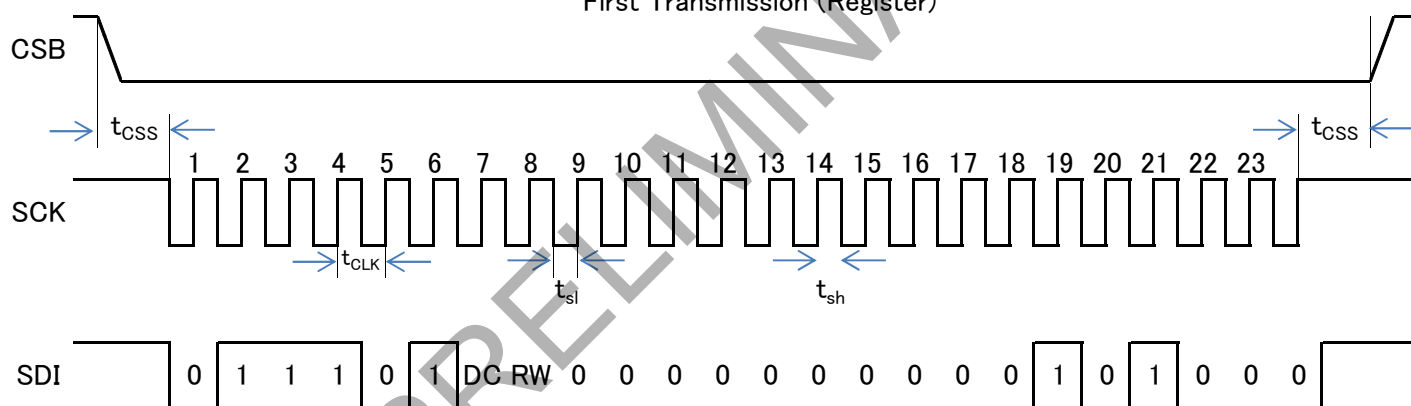 First Transmission (Register)
CSB
tCSS tCSS
1 2 3 4 5 6 7 8 9 10 11 12 13 14 15 16 17 18 19 20 21 22 23
SCK
tCLK
tsl tsh
SDI 0 1 1 1 0 1 DC RW 0 0 0 0 0 0 0 0 0 0 1 0 1 0 0 0
PRELIMINA